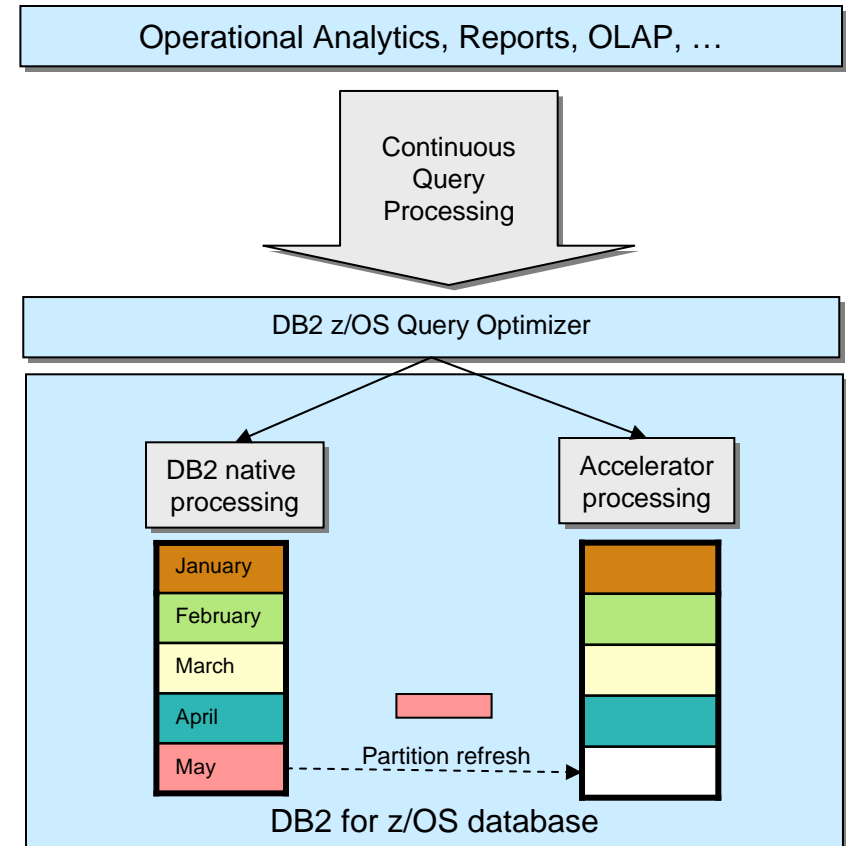 Operational Analytics, Reports, OLAP, …
Continuous
Query
Processing
DB2 z/OS Query Optimizer
DB2 native
processing
Accelerator
processing
January
February
March
April
May
Partition refresh
DB2 for z/OS database